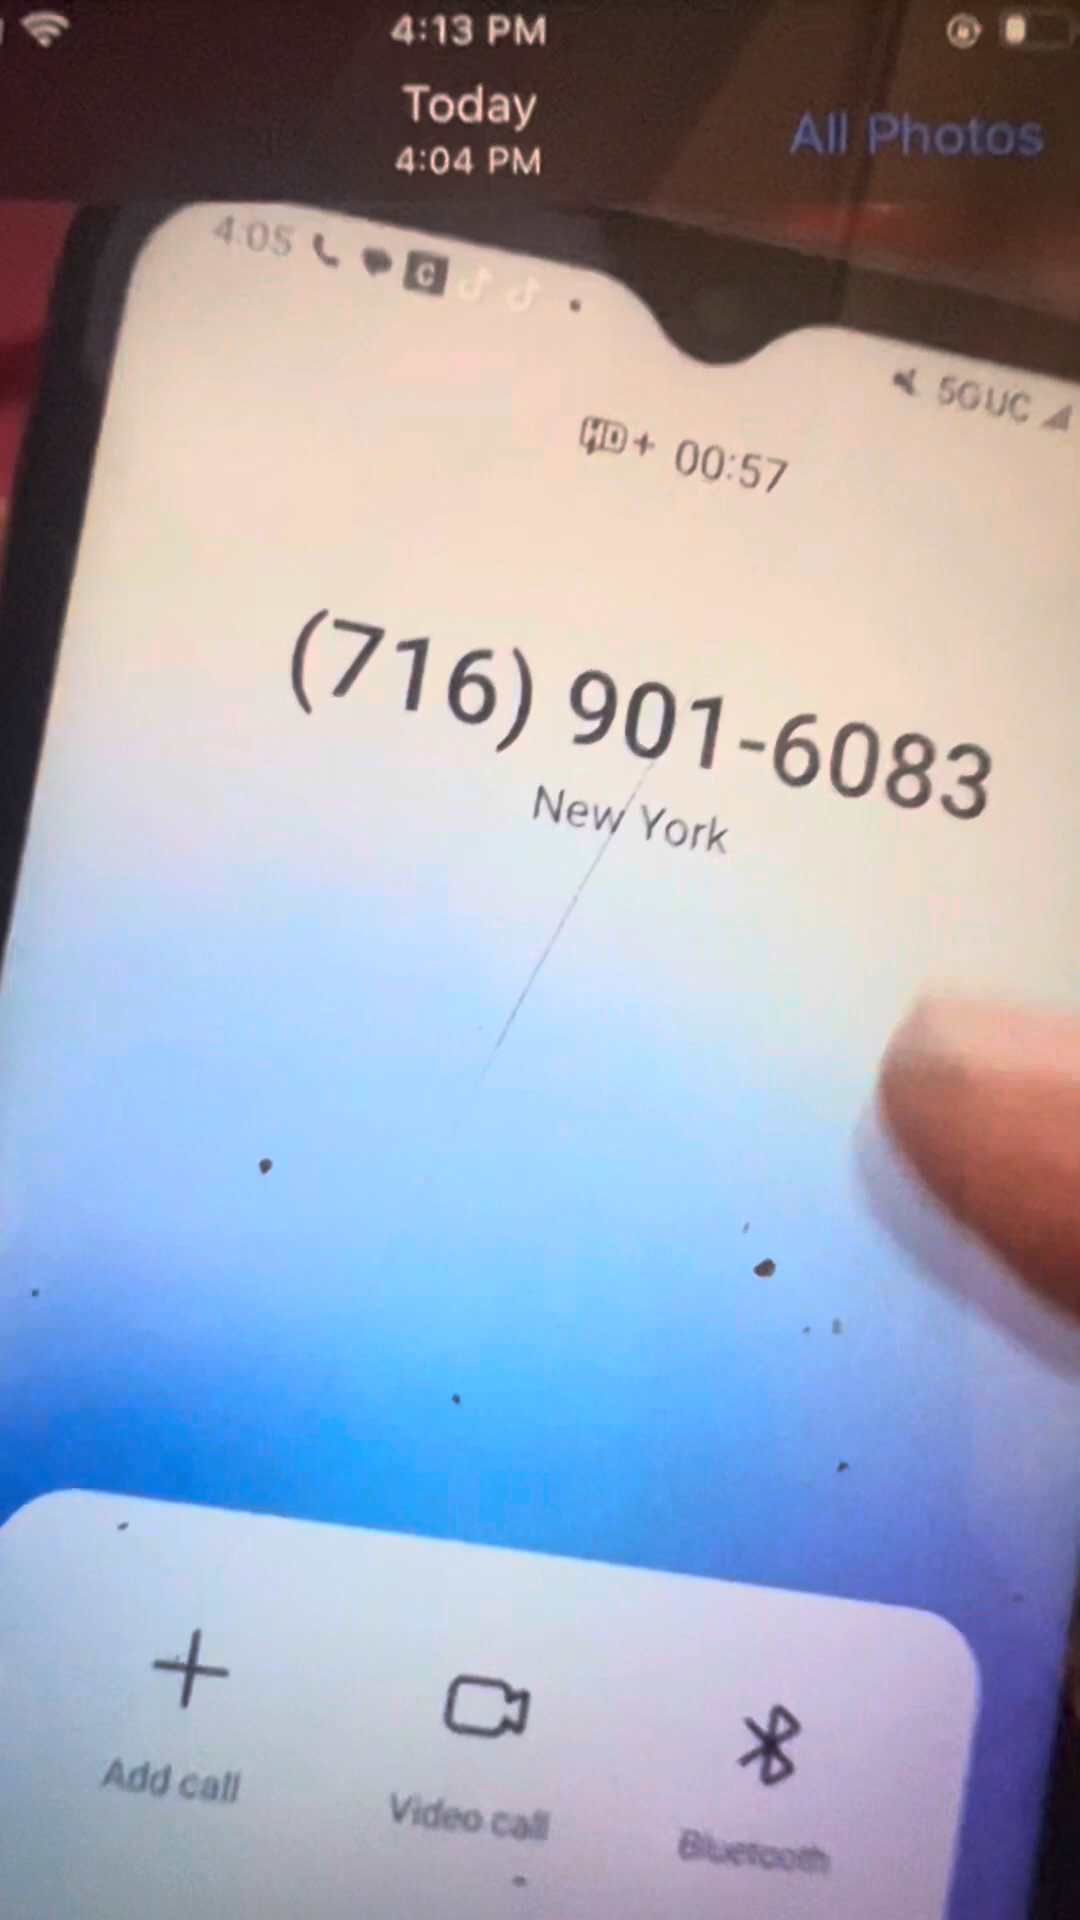 4:13 PM
Today
4:04 PM
All Photos
4:05
5GUC
HD+ 00:57
(716) 901-6083
New York
Add call
Video call
Bluetooth